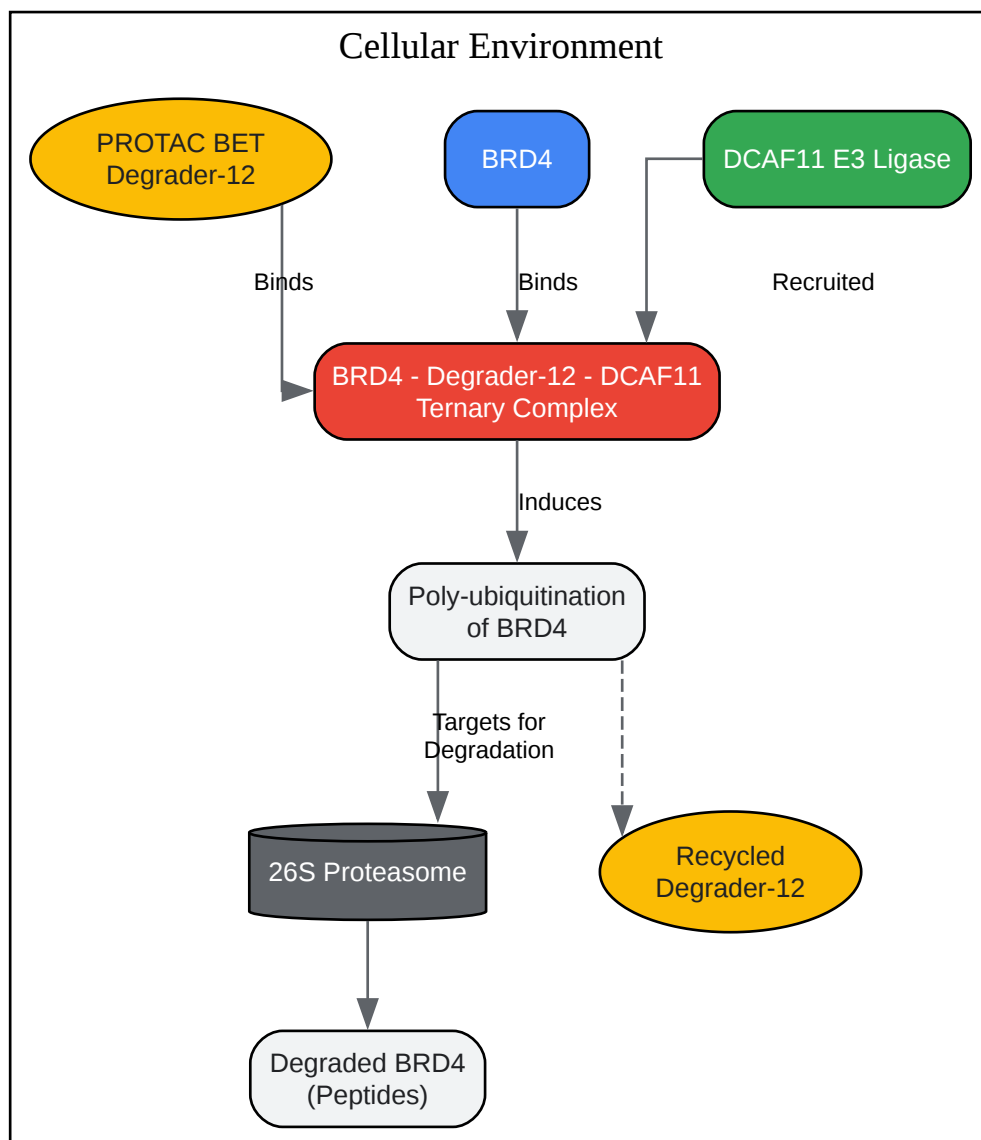 Cellular Environment
PROTAC BET
Degrader-12
BRD4
DCAF11 E3 Ligase
Binds
Binds
Recruited
BRD4 - Degrader-12 - DCAF11
Ternary Complex
Induces
Poly-ubiquitination
of BRD4
Targets for
Degradation
26S Proteasome
Recycled
Degrader-12
Degraded BRD4
(Peptides)